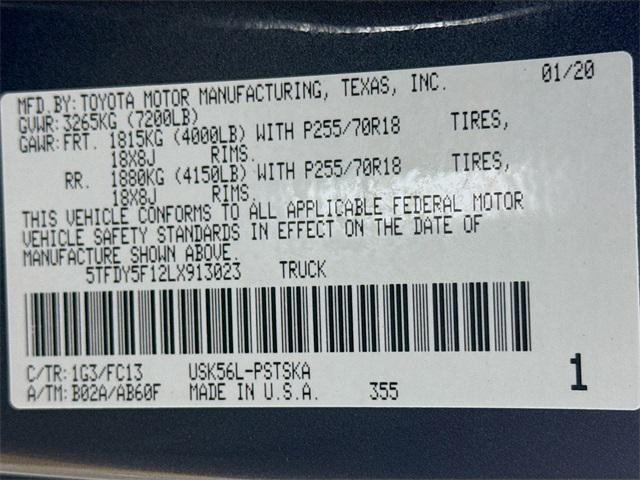 MFD.BY:TOYOTA MOTOR MANUFACTURING, TEXAS, INC. 01/20
GVWR:3265KG (7200LB)
GAWR:FRT. 1815KG (4000LB) WITH P255/70R18 TIRES,
18X8J RIMS.
RR. 1880KG (4150LB) WITH P255/70R18 TIRES,
18X8J RIMS.
THIS VEHICLE CONFORMS TO ALL APPLICABLE FEDERAL MOTOR
VEHICLE SAFETY STANDARDS IN EFFECT ON THE DATE OF
MANUFACTURE SHOWN ABOVE.
5TFDY5F12LX913023 TRUCK
C/TR:1G3/FC13 USK56L-PSTSKA 1
A/TM:B02A/AB60F MADE IN U.S.A. 355